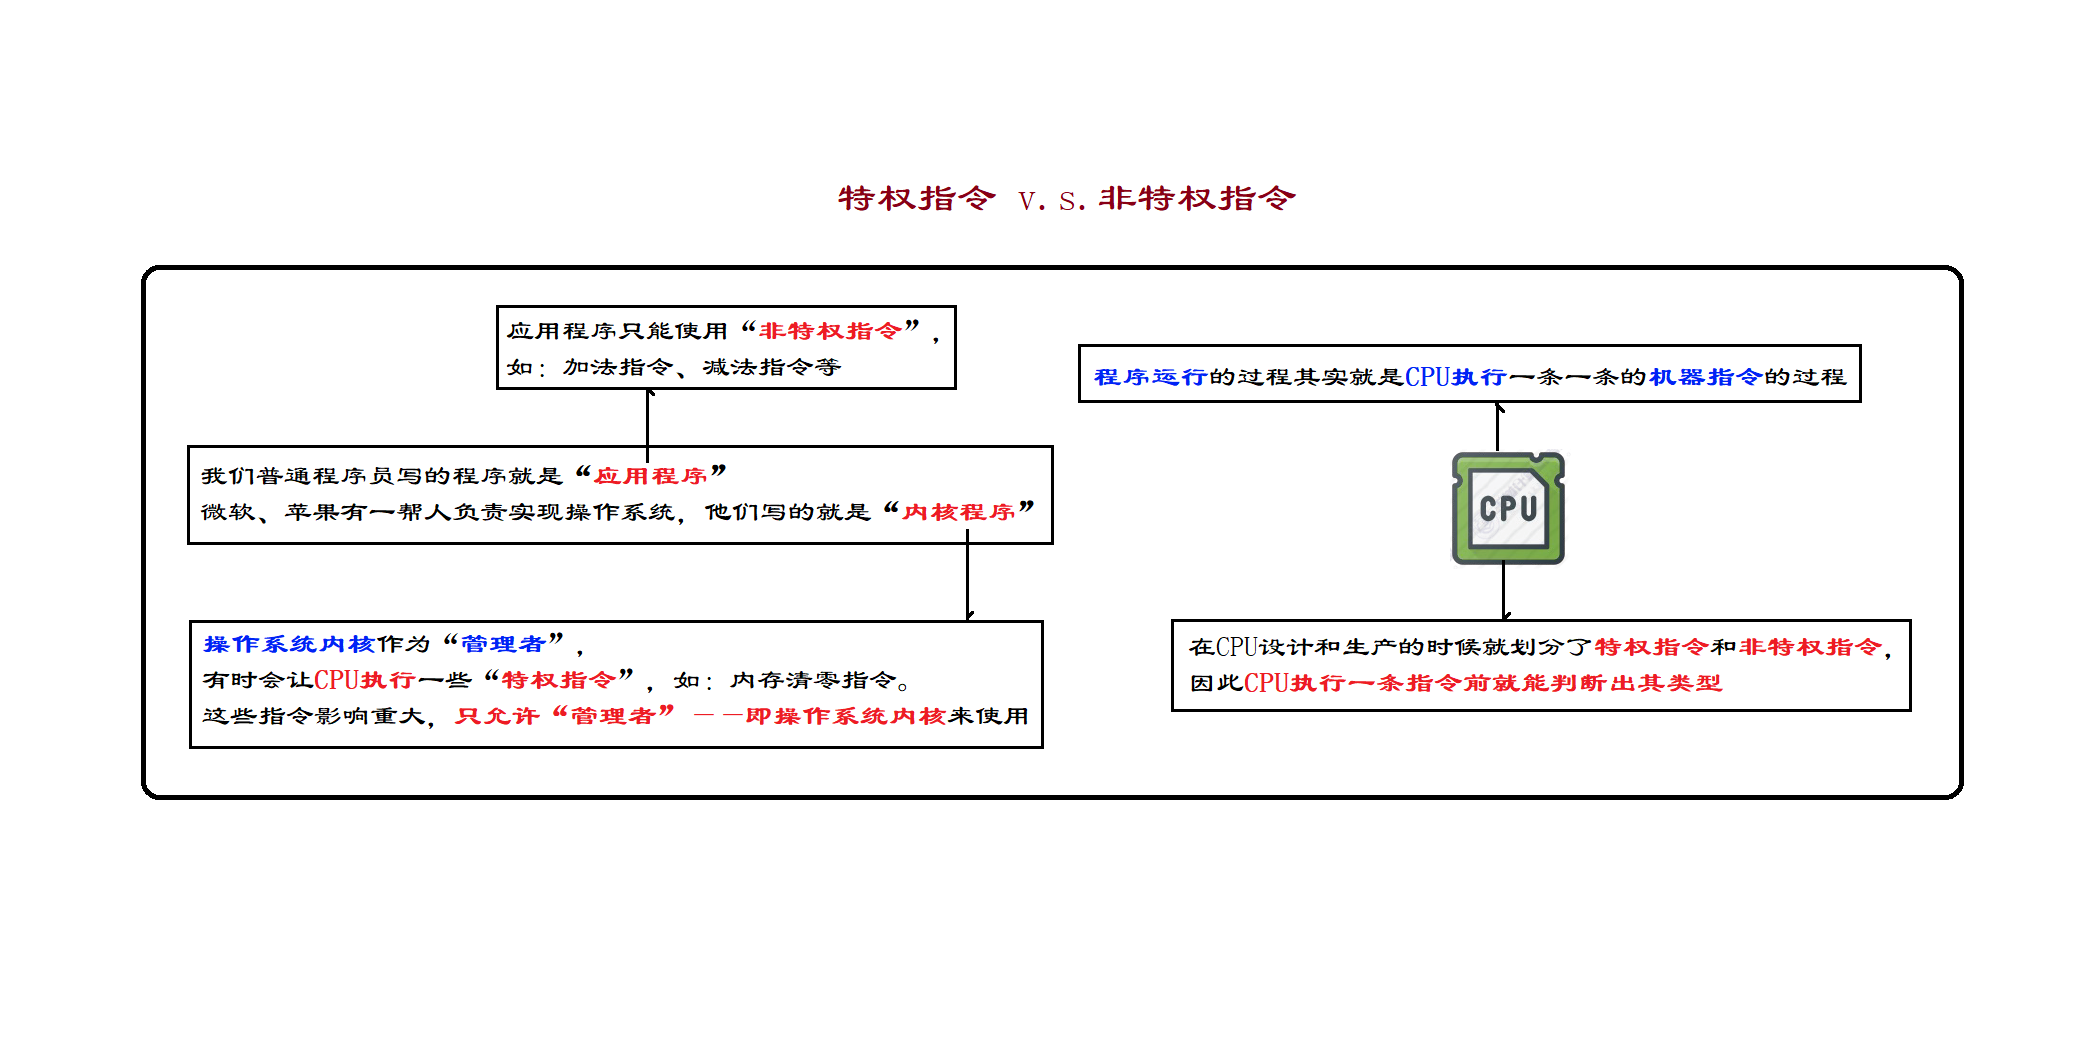 特权指令 V.S.非特权指令
应用程序只能使用“非特权指令”，
如：加法指令、减法指令等
我们普通程序员写的程序就是“应用程序”
微软、苹果有一帮人负责实现操作系统，他们写的就是“内核程序”
操作系统内核作为“管理者”，
有时会让CPU执行一些“特权指令”，如：内存清零指令。
这些指令影响重大，只允许“管理者”——即操作系统内核来使用
程序运行的过程其实就是CPU执行一条一条的机器指令的过程
CPU
在CPU设计和生产的时候就划分了特权指令和非特权指令，
因此CPU执行一条指令前就能判断出其类型